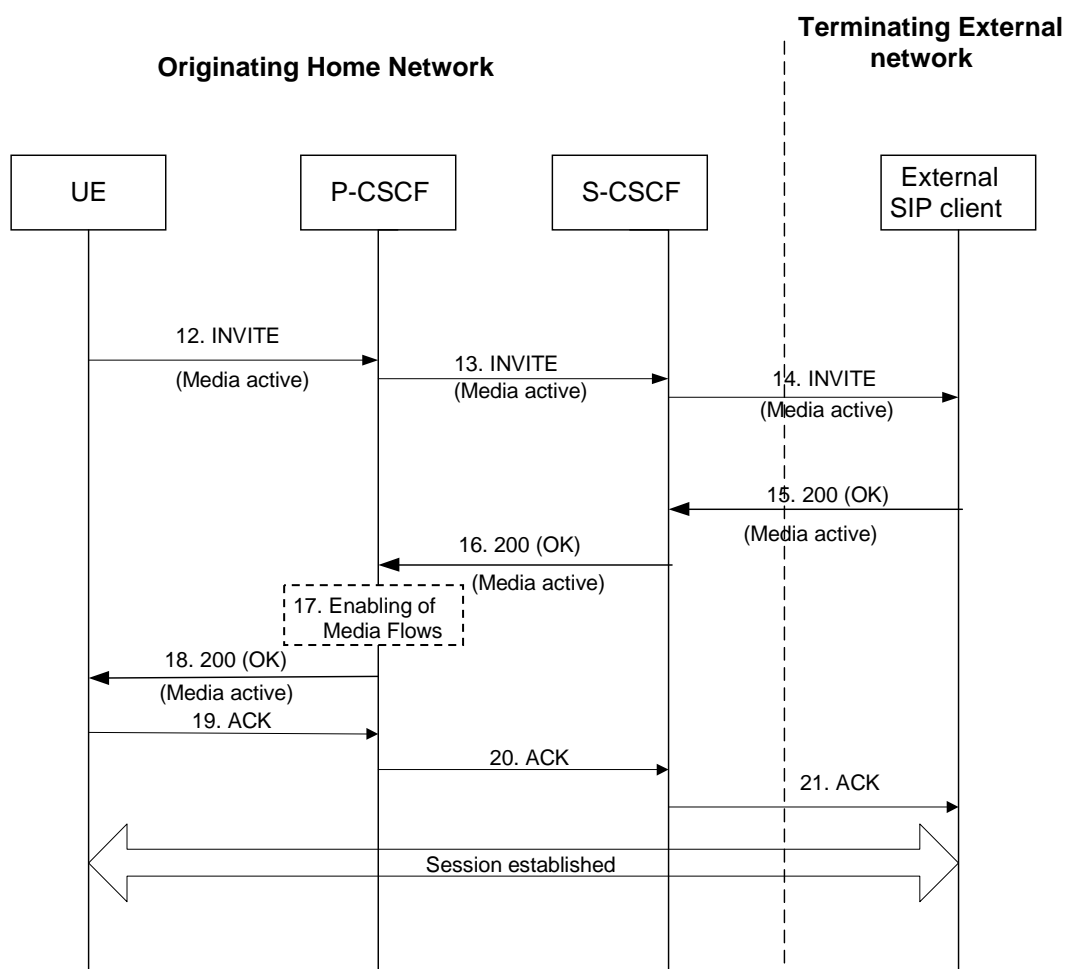 Terminating External
network
Originating Home Network
UE
P-CSCF
S-CSCF
External
SIP client
12. INVITE
(Media active)
13. INVITE
(Media active)
14. INVITE
(Media active)
15. 200 (OK)
(Media active)
16. 200 (OK)
(Media active)
17. Enabling of
Media Flows
18. 200 (OK)
(Media active)
19. ACK
20. ACK
21. ACK
Session established